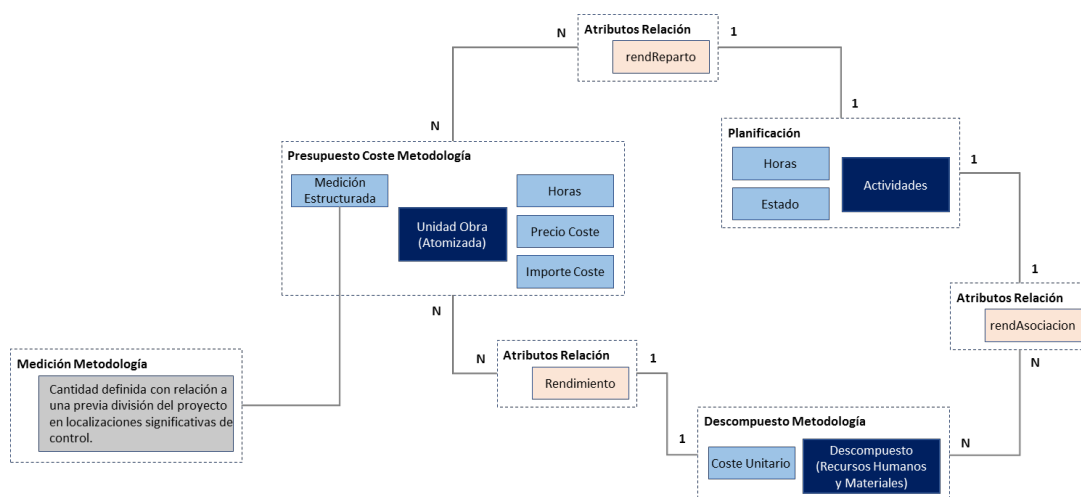 Atributos Relación
rendReparto
N
1
N
1
Presupuesto Coste Metodología
Medición
Estructurada
Unidad Obra
(Atomizada)
Horas
Precio Coste
Importe Coste
Planificación
Horas
Estado
Actividades
1
1
Atributos Relación
rendAsociacion
N
N
N
Atributos Relación
Rendimiento
1
1
Medición Metodología
Cantidad definida con relación a
una previa división del proyecto
en localizaciones significativas de
control.
Descompuesto Metodología
Coste Unitario
Descompuesto
(Recursos Humanos
y Materiales)
N